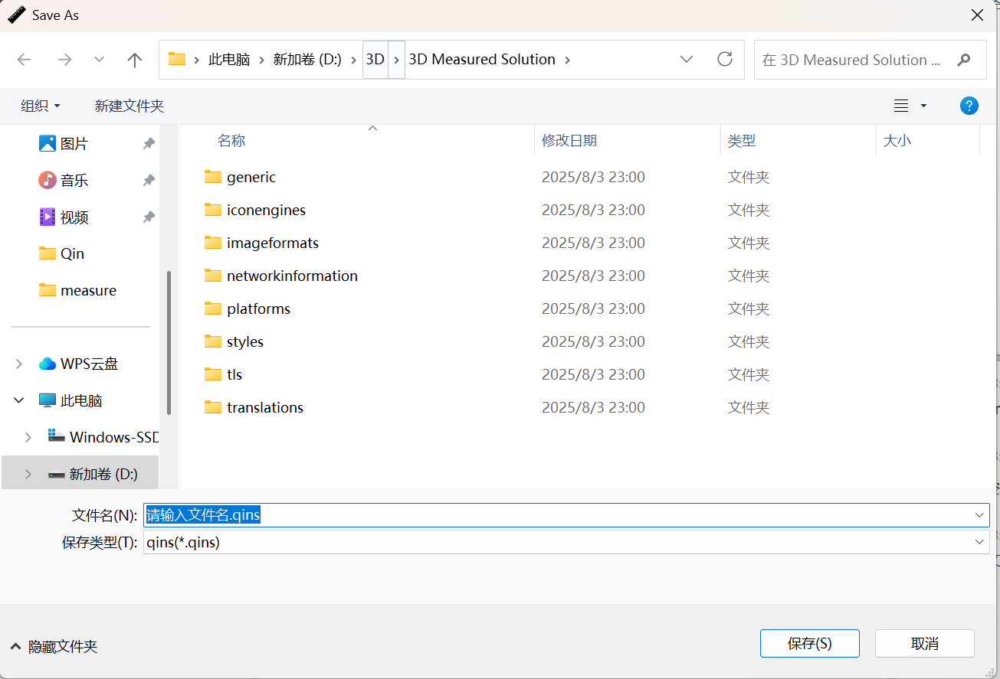 Save As
此电脑 新加卷 (D:) 3D 3D Measured Solution
在 3D Measured Solution ...
组织 新建文件夹
?
图片
音乐
视频
Qin
measure
WPS云盘
此电脑
Windows-SSD
新加卷 (D:)
名称 修改日期 类型 大小
generic 2025/8/3 23:00 文件夹
iconengines 2025/8/3 23:00 文件夹
imageformats 2025/8/3 23:00 文件夹
networkinformation 2025/8/3 23:00 文件夹
platforms 2025/8/3 23:00 文件夹
styles 2025/8/3 23:00 文件夹
tls 2025/8/3 23:00 文件夹
translations 2025/8/3 23:00 文件夹
文件名(N): 请输入文件名.qins
保存类型(T): qins(*.qins)
隐藏文件夹
保存(S) 取消